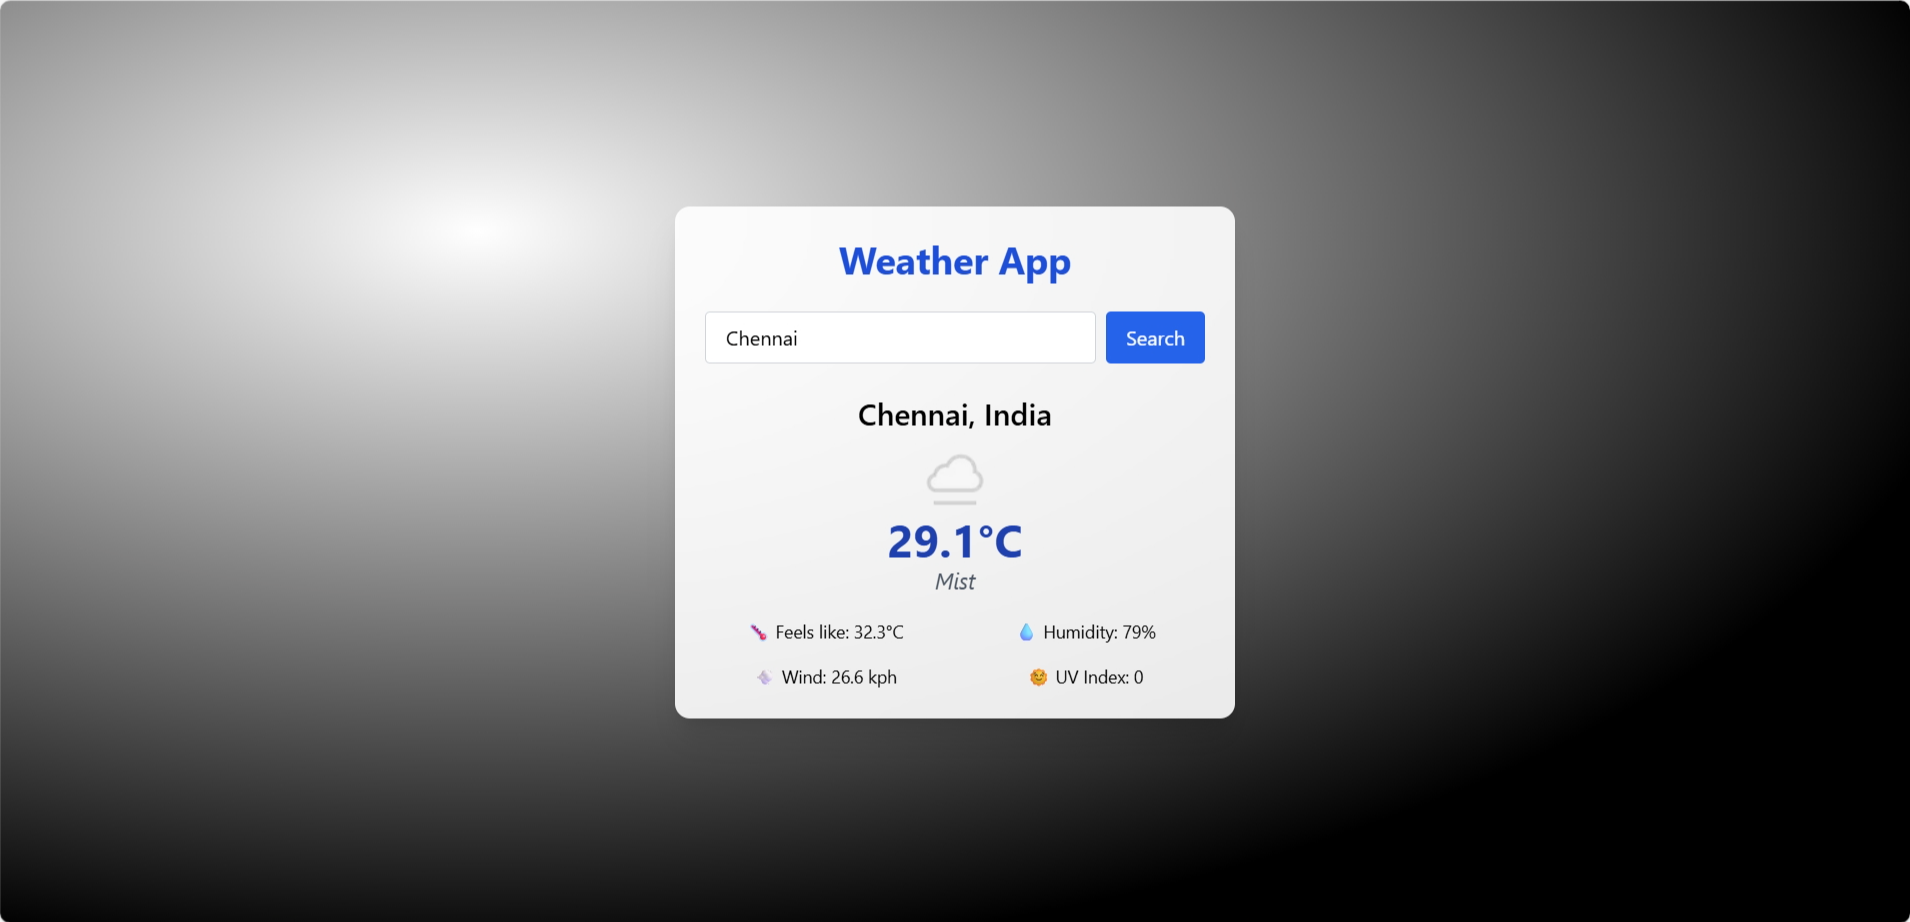 Weather App
Chennai
Search
Chennai, India
29.1°C
Mist
Feels like: 32.3°C
Humidity: 79%
Wind: 26.6 kph
UV Index: 0